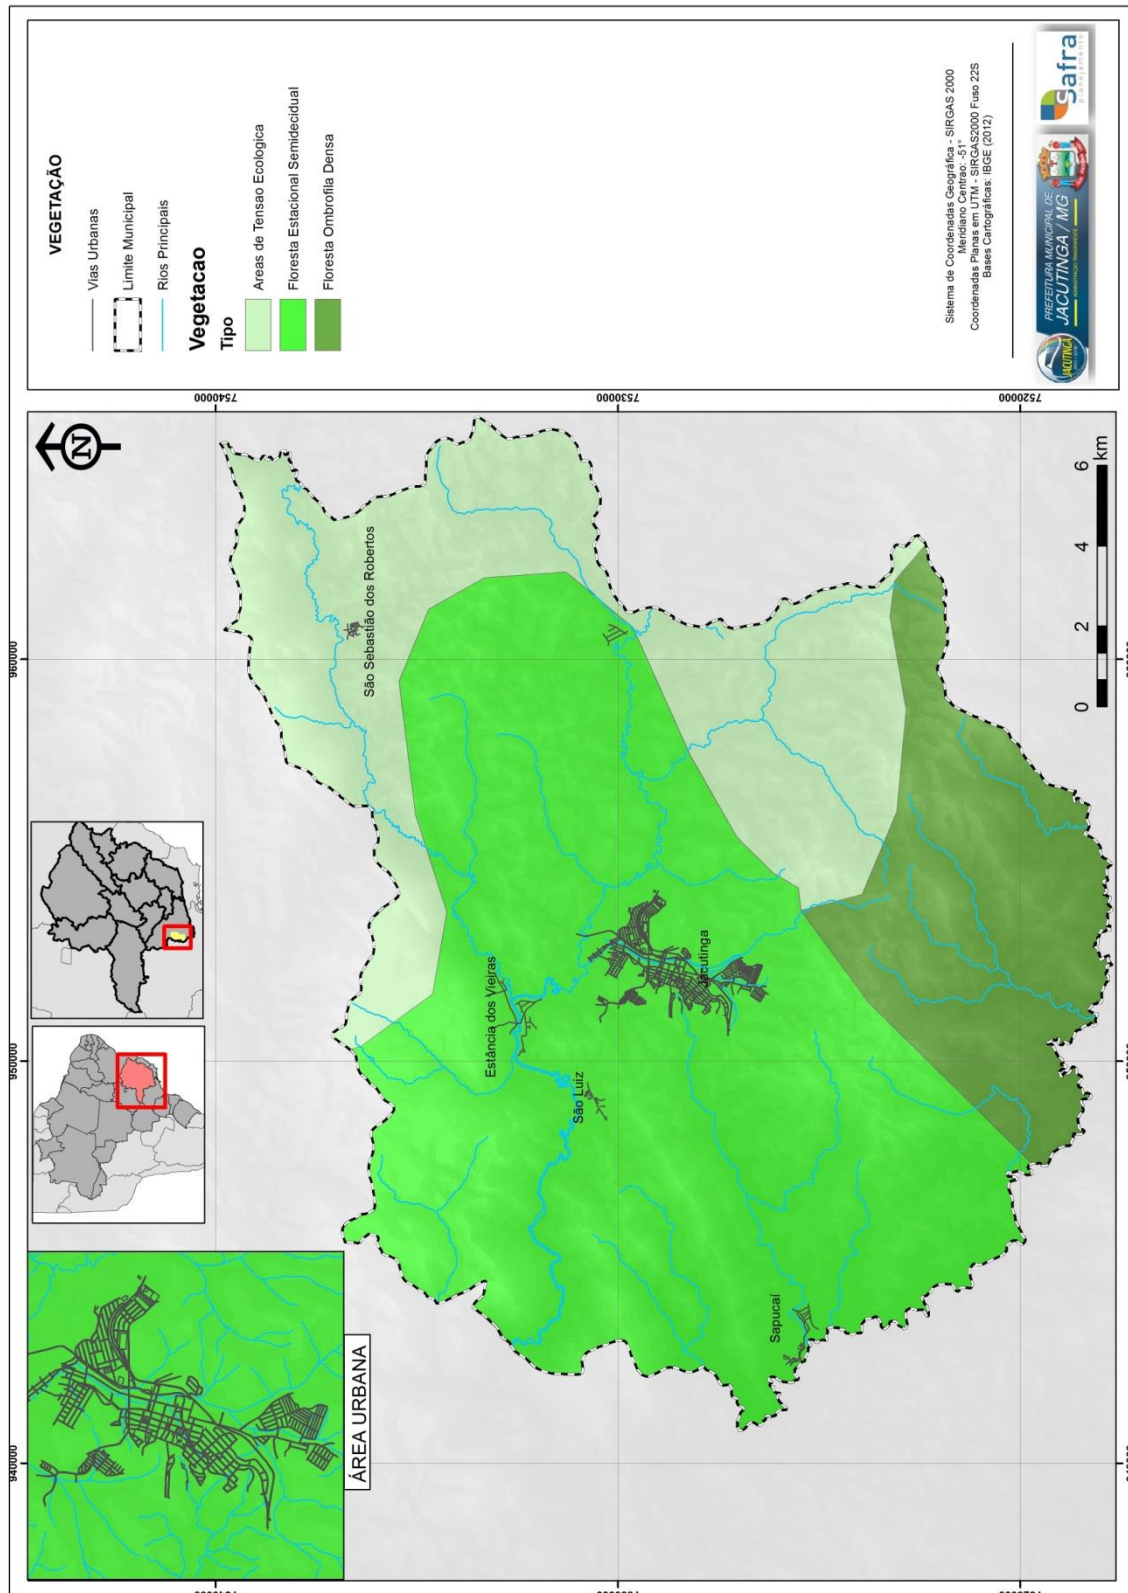 VEGETAÇÃO
Vias Urbanas
Limite Municipal
Rios Principais
Vegetacao
Tipo
Areas de Tensao Ecologica
Floresta Estacional Semidecidual
Floresta Ombrofila Densa
Sistema de Coordenadas Geográfica - SIRGAS 2000
Meridiano Centrao: -51°
Coordenadas Planas em UTM - SIRGAS2000 Fuso 22S
Bases Cartográficas: IBGE (2012)
PREFEITURA MUNICIPAL DE
JACUTINGA / MG
JACUTINGA
Safra
planejamento
N
940000
950000
960000
7540000
7530000
7520000
São Sebastião dos Robertos
Estância dos Vieiras
São Luiz
Jacutinga
Sapucaí
0 2 4 6 km
ÁREA URBANA